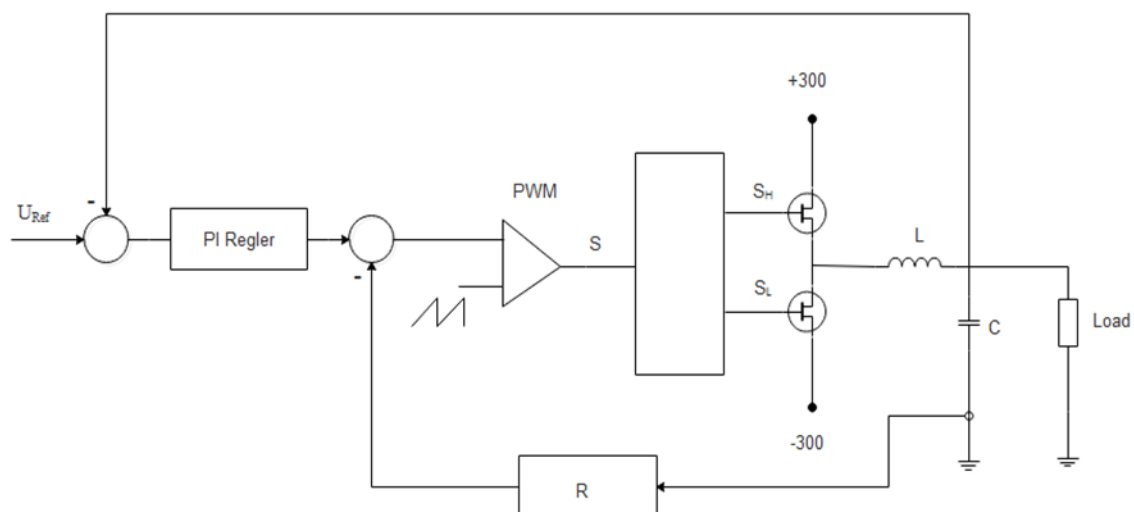 +300
-
PWM
S_H
U_Ref
PI Regler
S
L
-
S_L
C
Load
-300
R